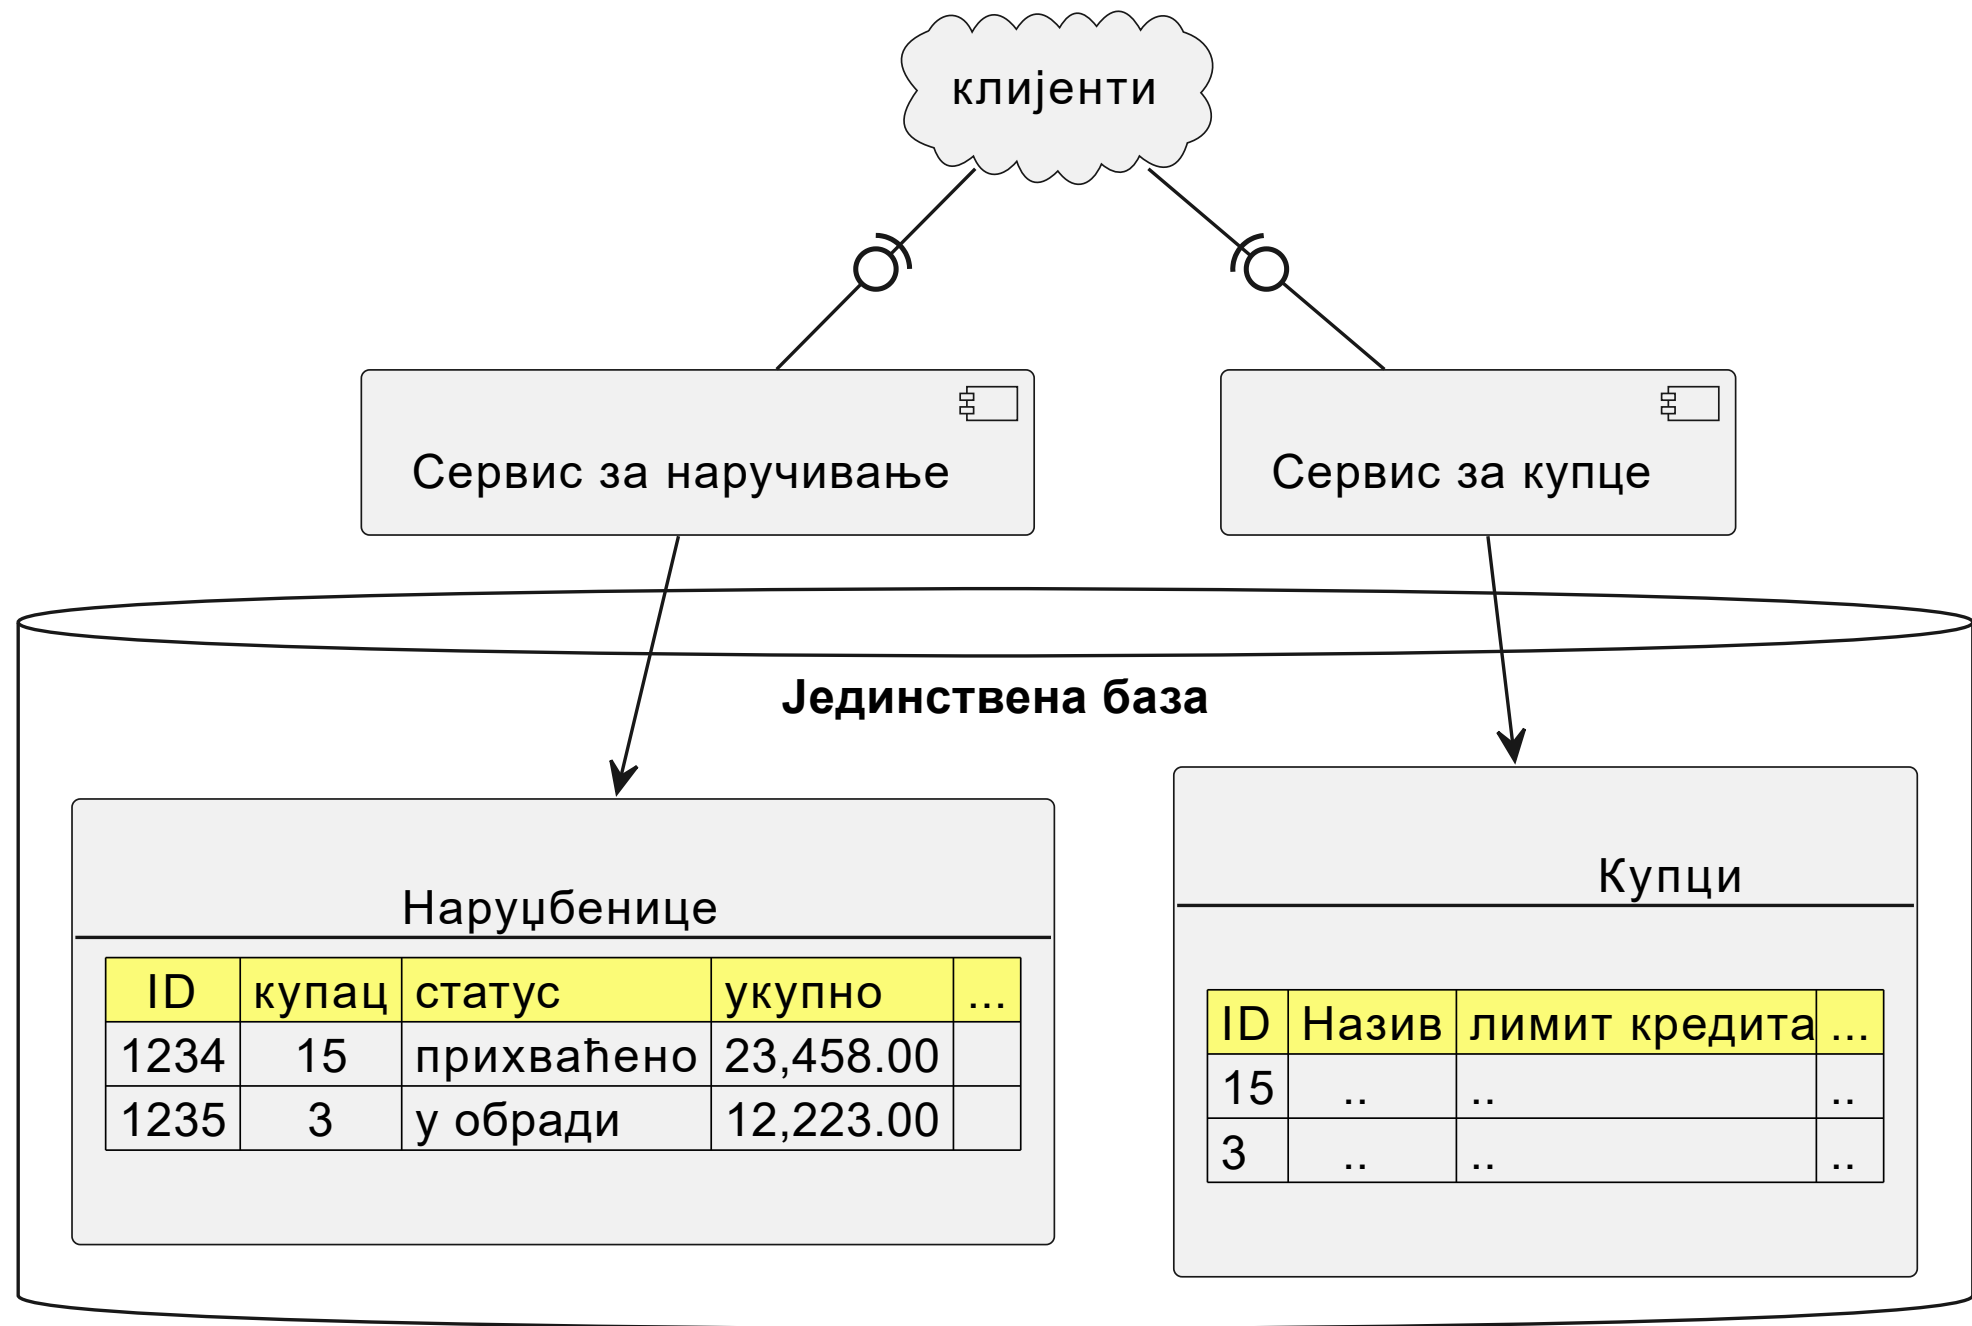 клијенти
Сервис за наручивање
Сервис за купце
Јединствена база
Наруџбенице
ID купац статус укупно ...
1234 15 прихваћено 23,458.00
1235 3 у обради 12,223.00
Купци
ID Назив лимит кредита ...
15 .. .. ..
3 .. .. ..